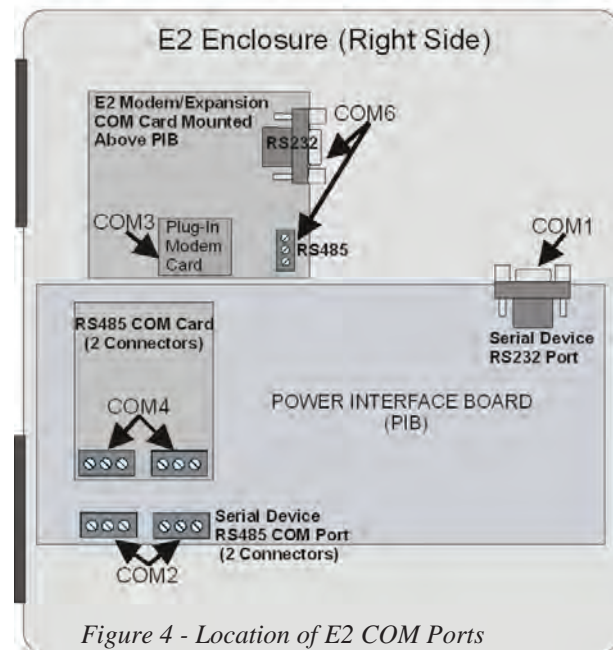 E2 Enclosure (Right Side)
E2 Modem/Expansion
COM Card Mounted
Above PIB
COM6
RS232
COM3
Plug-In
Modem
Card
RS485
COM1
Serial Device
RS232 Port
RS485 COM Card
(2 Connectors)
COM4
POWER INTERFACE BOARD
(PIB)
Serial Device
RS485 COM Port
(2 Connectors)
COM2
Figure 4 - Location of E2 COM Ports